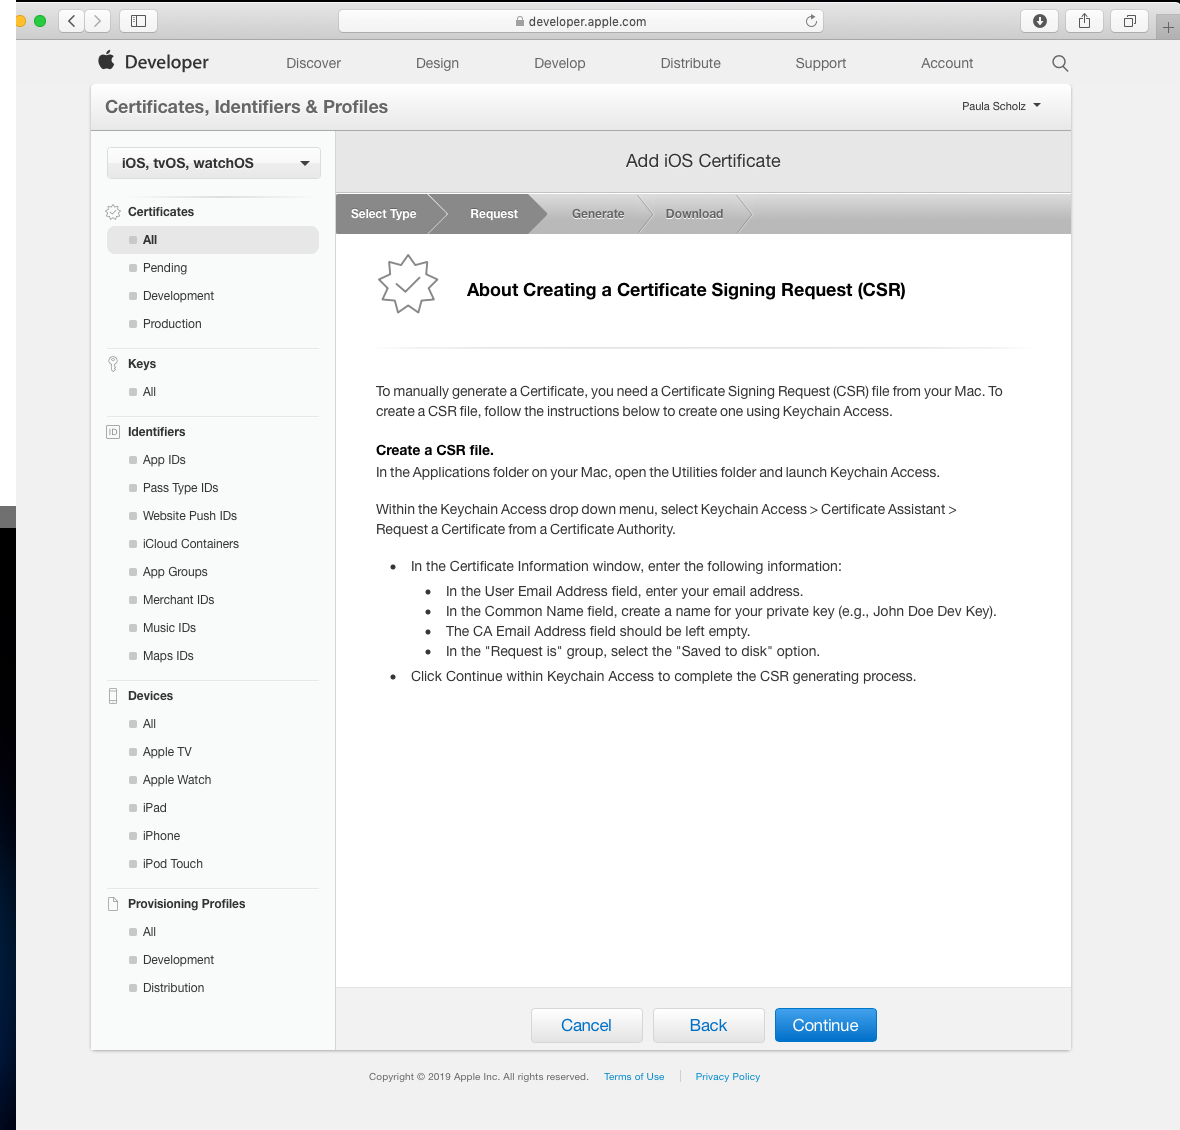 developer.apple.com
Developer
Discover
Design
Develop
Distribute
Support
Account
Certificates, Identifiers & Profiles
Paula Scholz
iOS, tvOS, watchOS
Certificates
All
Pending
Development
Production
Keys
All
ID
Identifiers
App IDs
Pass Type IDs
Website Push IDs
iCloud Containers
App Groups
Merchant IDs
Music IDs
Maps IDs
Devices
All
Apple TV
Apple Watch
iPad
iPhone
iPod Touch
Provisioning Profiles
All
Development
Distribution
Add iOS Certificate
Select Type
Request
Generate
Download
About Creating a Certificate Signing Request (CSR)
To manually generate a Certificate, you need a Certificate Signing Request (CSR) file from your Mac. To
create a CSR file, follow the instructions below to create one using Keychain Access.
Create a CSR file.
In the Applications folder on your Mac, open the Utilities folder and launch Keychain Access.
Within the Keychain Access drop down menu, select Keychain Access > Certificate Assistant >
Request a Certificate from a Certificate Authority.
• In the Certificate Information window, enter the following information:
• In the User Email Address field, enter your email address.
• In the Common Name field, create a name for your private key (e.g., John Doe Dev Key).
• The CA Email Address field should be left empty.
• In the "Request is" group, select the "Saved to disk" option.
• Click Continue within Keychain Access to complete the CSR generating process.
Cancel
Back
Continue
Copyright © 2019 Apple Inc. All rights reserved.
Terms of Use
Privacy Policy